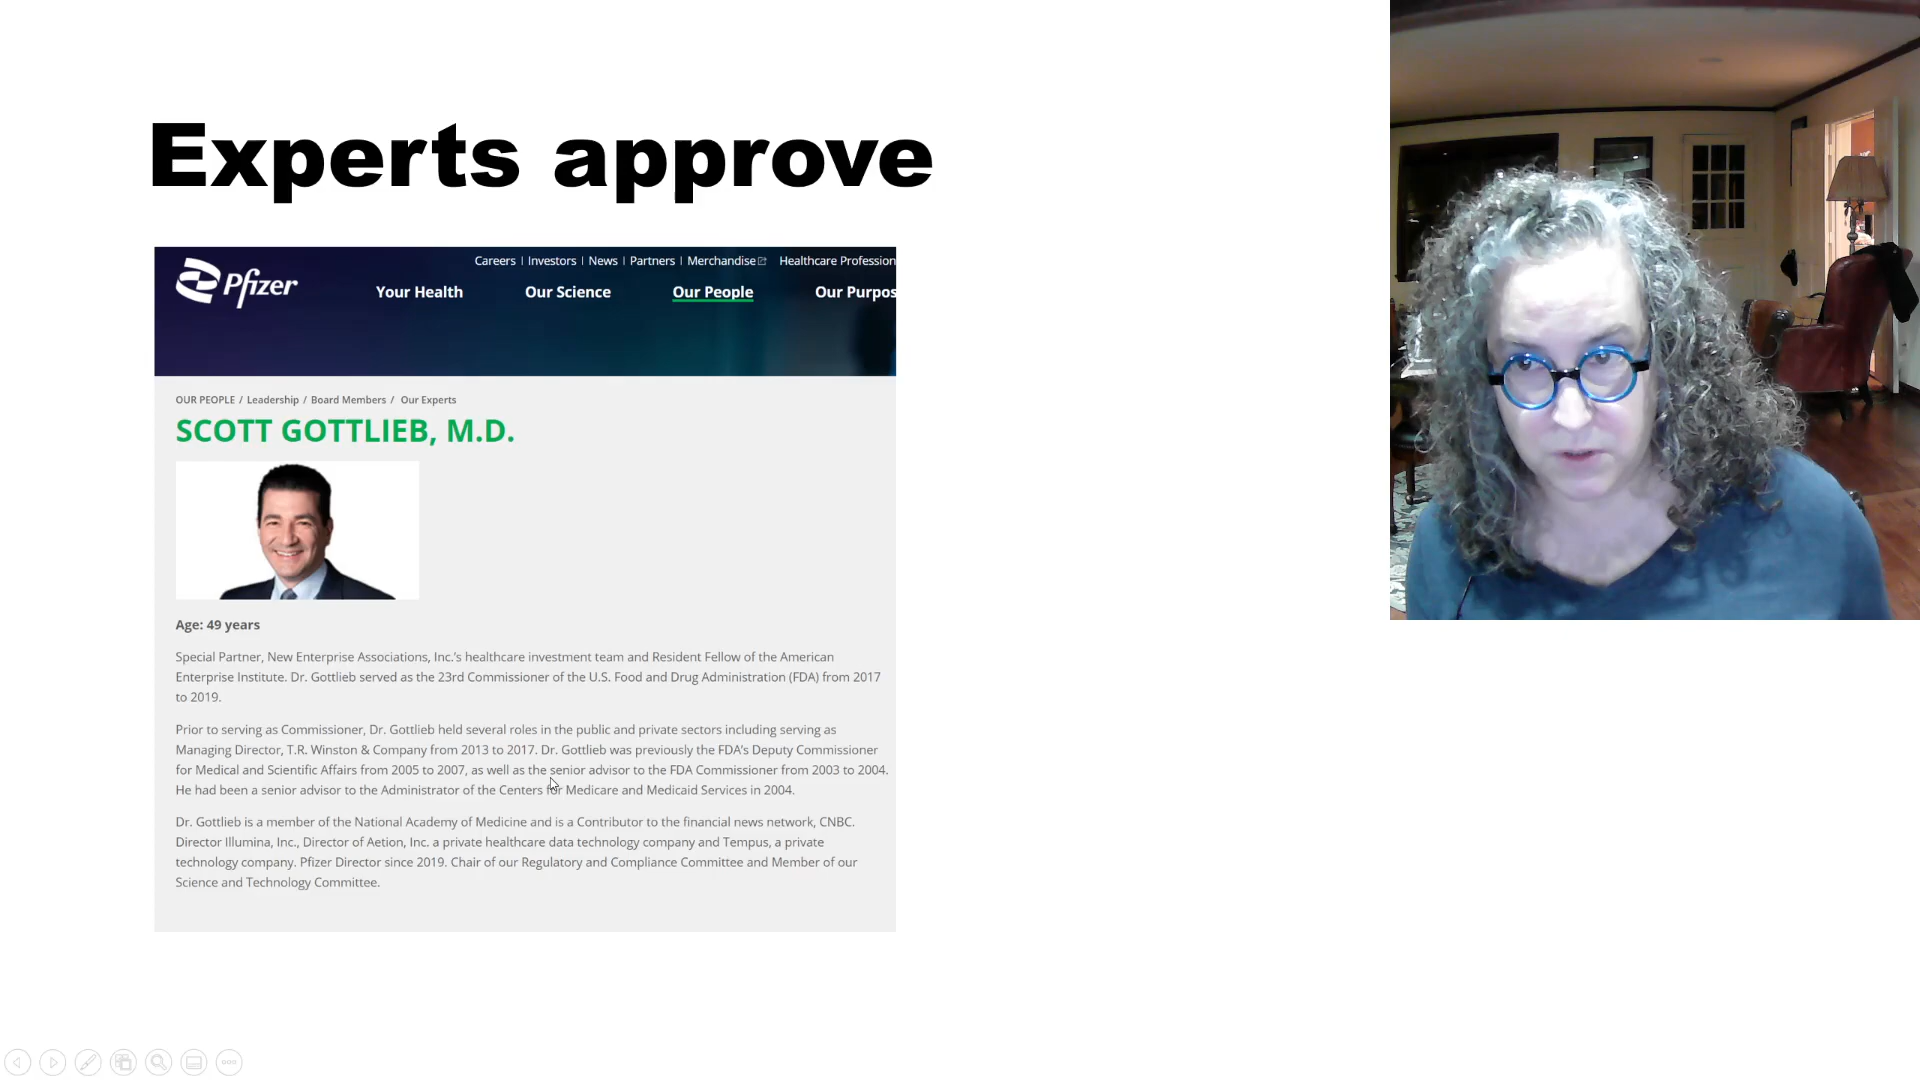 Experts approve
Pfizer
Careers | Investors | News | Partners | Merchandise Healthcare Profession
Your Health Our Science Our People Our Purpos
OUR PEOPLE / Leadership / Board Members / Our Experts
SCOTT GOTTLIEB, M.D.
Age: 49 years
Special Partner, New Enterprise Associations, Inc.'s healthcare investment team and Resident Fellow of the American
Enterprise Institute. Dr. Gottlieb served as the 23rd Commissioner of the U.S. Food and Drug Administration (FDA) from 2017
to 2019.
Prior to serving as Commissioner, Dr. Gottlieb held several roles in the public and private sectors including serving as
Managing Director, T.R. Winston & Company from 2013 to 2017. Dr. Gottlieb was previously the FDA's Deputy Commissioner
for Medical and Scientific Affairs from 2005 to 2007, as well as the senior advisor to the FDA Commissioner from 2003 to 2004.
He had been a senior advisor to the Administrator of the Centers for Medicare and Medicaid Services in 2004.
Dr. Gottlieb is a member of the National Academy of Medicine and is a Contributor to the financial news network, CNBC.
Director Illumina, Inc., Director of Aetion, Inc. a private healthcare data technology company and Tempus, a private
technology company. Pfizer Director since 2019. Chair of our Regulatory and Compliance Committee and Member of our
Science and Technology Committee.